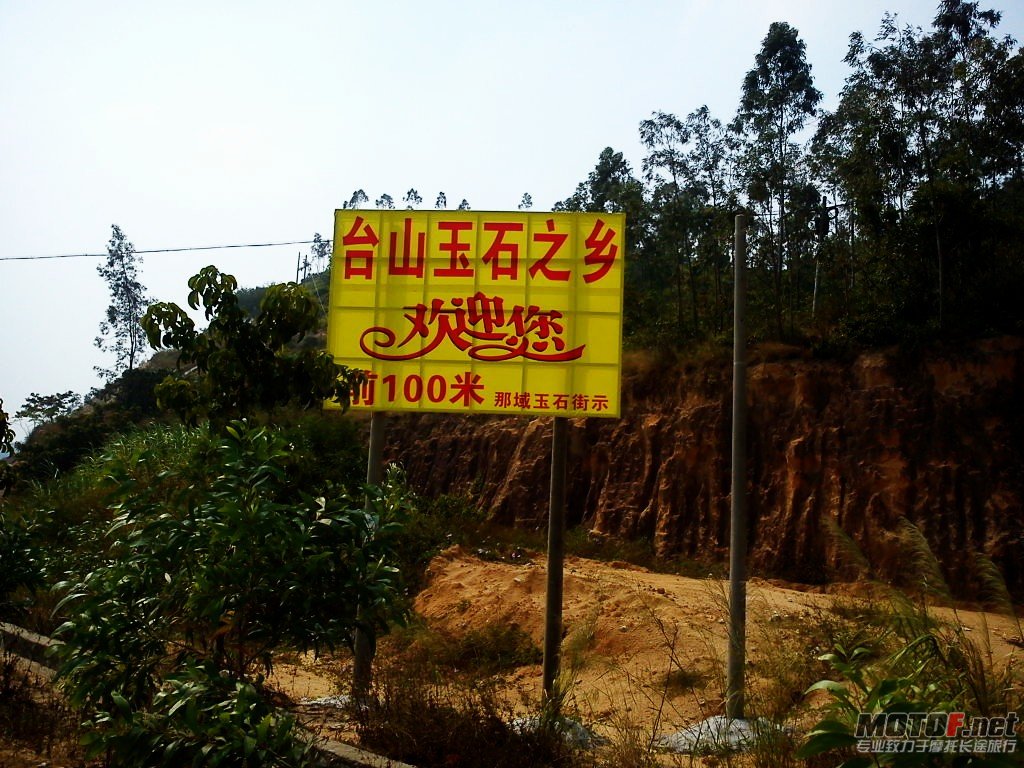 台山玉石之乡
欢迎您
前100米 那域玉石街示
MOTOF.net
专业致力于摩托长途旅行